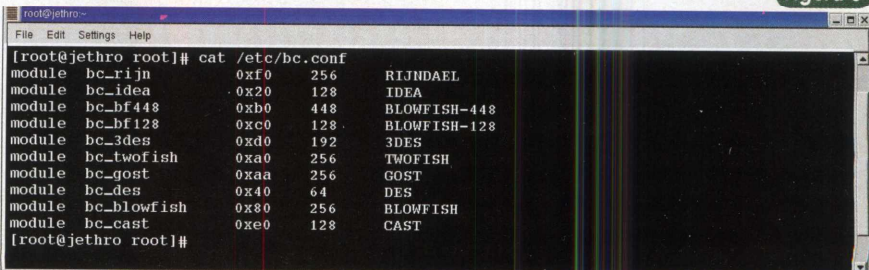 root@jethro:~
File Edit Settings Help
[root@jethro root]# cat /etc/bc.conf
module bc_rijn 0xf0 256 RIJNDAEL
module bc_idea 0x20 128 IDEA
module bc_bf448 0xb0 448 BLOWFISH-448
module bc_bf128 0xc0 128 BLOWFISH-128
module bc_3des 0xd0 192 3DES
module bc_twofish 0xa0 256 TWOFISH
module bc_gost 0xaa 256 GOST
module bc_des 0x40 64 DES
module bc_blowfish 0x80 256 BLOWFISH
module bc_cast 0xe0 128 CAST
[root@jethro root]#